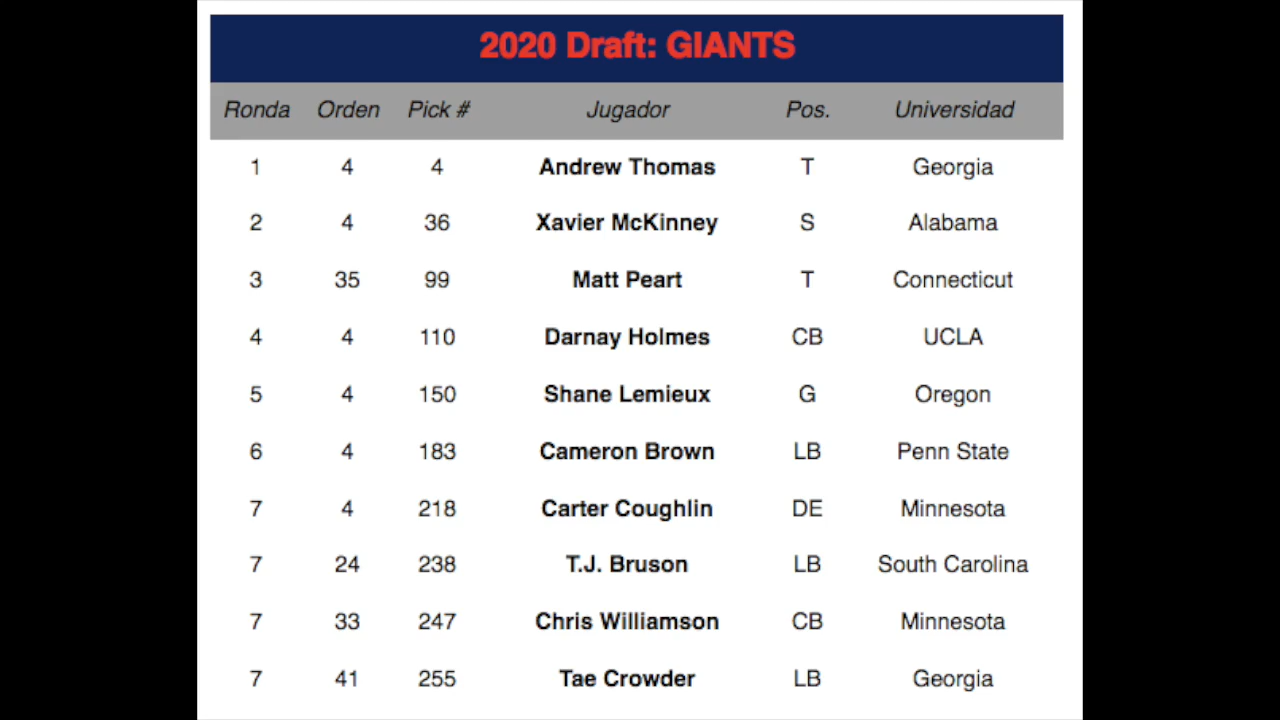 2020 Draft: GIANTS
Ronda Orden Pick # Jugador Pos. Universidad
1 4 4 Andrew Thomas T Georgia
2 4 36 Xavier McKinney S Alabama
3 35 99 Matt Peart T Connecticut
4 4 110 Darnay Holmes CB UCLA
5 4 150 Shane Lemieux G Oregon
6 4 183 Cameron Brown LB Penn State
7 4 218 Carter Coughlin DE Minnesota
7 24 238 T.J. Bruson LB South Carolina
7 33 247 Chris Williamson CB Minnesota
7 41 255 Tae Crowder LB Georgia